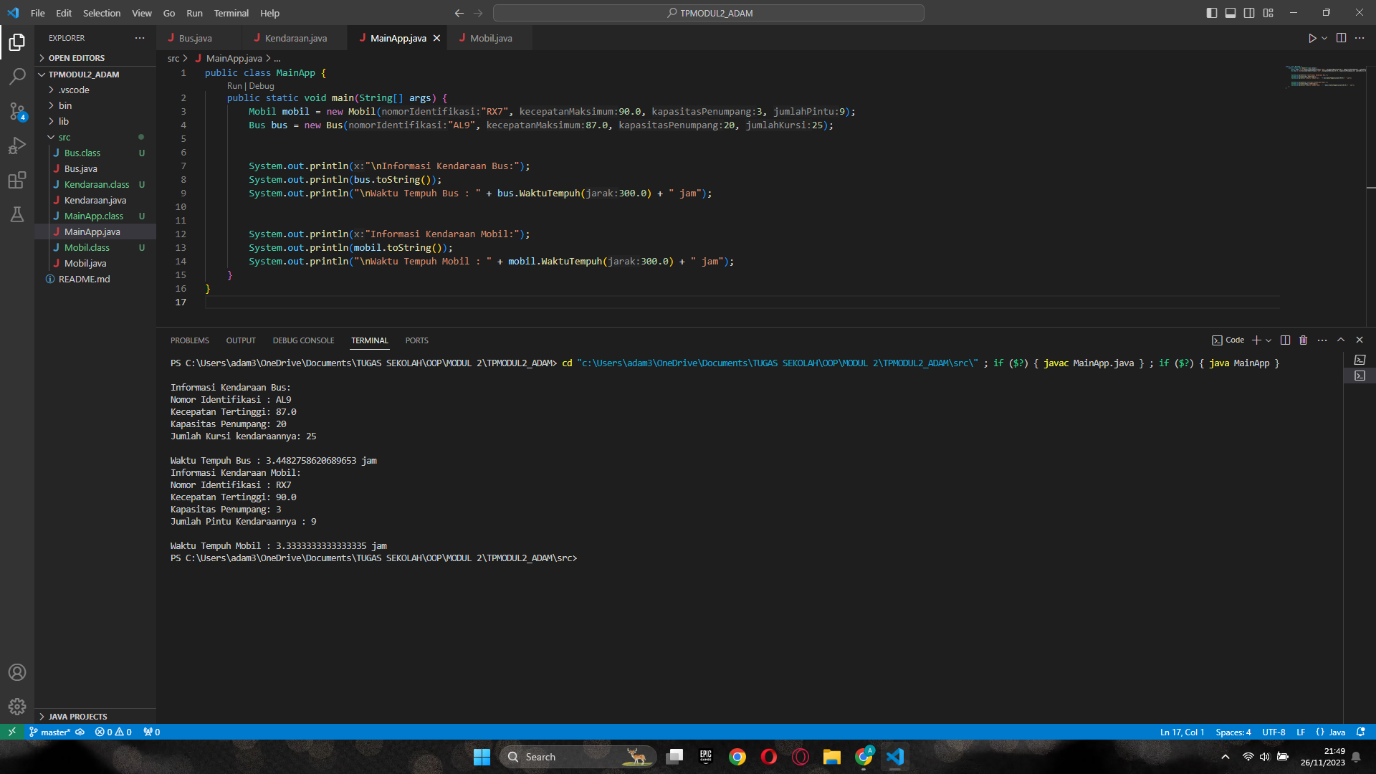 File Edit Selection View Go Run Terminal Help
TPMODUL2_ADAM
EXPLORER
OPEN EDITORS
TPMODUL2_ADAM
.vscode
bin
lib
src
Bus.class U
Bus.java
Kendaraan.class U
Kendaraan.java
MainApp.class U
MainApp.java
Mobil.class U
Mobil.java
README.md
JAVA PROJECTS
4
Bus.java Kendaraan.java MainApp.java Mobil.java
src > MainApp.java > ...
1 public class MainApp {
Run | Debug
2 public static void main(String[] args) {
3 Mobil mobil = new Mobil(nomorIdentifikasi:"RX7", kecepatanMaksimum:90.0, kapasitasPenumpang:3, jumlahPintu:9);
4 Bus bus = new Bus(nomorIdentifikasi:"AL9", kecepatanMaksimum:87.0, kapasitasPenumpang:20, jumlahKursi:25);
5
6
7 System.out.println(x:"\nInformasi Kendaraan Bus:");
8 System.out.println(bus.toString());
9 System.out.println("\nWaktu Tempuh Bus : " + bus.WaktuTempuh(jarak:300.0) + " jam");
10
11
12 System.out.println(x:"Informasi Kendaraan Mobil:");
13 System.out.println(mobil.toString());
14 System.out.println("\nWaktu Tempuh Mobil : " + mobil.WaktuTempuh(jarak:300.0) + " jam");
15 }
16 }
17
PROBLEMS OUTPUT DEBUG CONSOLE TERMINAL PORTS
Code
PS C:\Users\adam3\OneDrive\Documents\TUGAS SEKOLAH\OOP\MODUL 2\TPMODUL2_ADAM> cd "c:\Users\adam3\OneDrive\Documents\TUGAS SEKOLAH\OOP\MODUL 2\TPMODUL2_ADAM\src\" ; if ($?) { javac MainApp.java } ; if ($?) { java MainApp }
Informasi Kendaraan Bus:
Nomor Identifikasi : AL9
Kecepatan Tertinggi: 87.0
Kapasitas Penumpang: 20
Jumlah Kursi kendaraannya: 25
Waktu Tempuh Bus : 3.4482758620689653 jam
Informasi Kendaraan Mobil:
Nomor Identifikasi : RX7
Kecepatan Tertinggi: 90.0
Kapasitas Penumpang: 3
Jumlah Pintu Kendaraannya : 9
Waktu Tempuh Mobil : 3.3333333333333335 jam
PS C:\Users\adam3\OneDrive\Documents\TUGAS SEKOLAH\OOP\MODUL 2\TPMODUL2_ADAM\src>
master* 0 0 0
Ln 17, Col 1 Spaces: 4 UTF-8 LF {} Java
Search
EPIC GAMES
A
21:49
26/11/2023